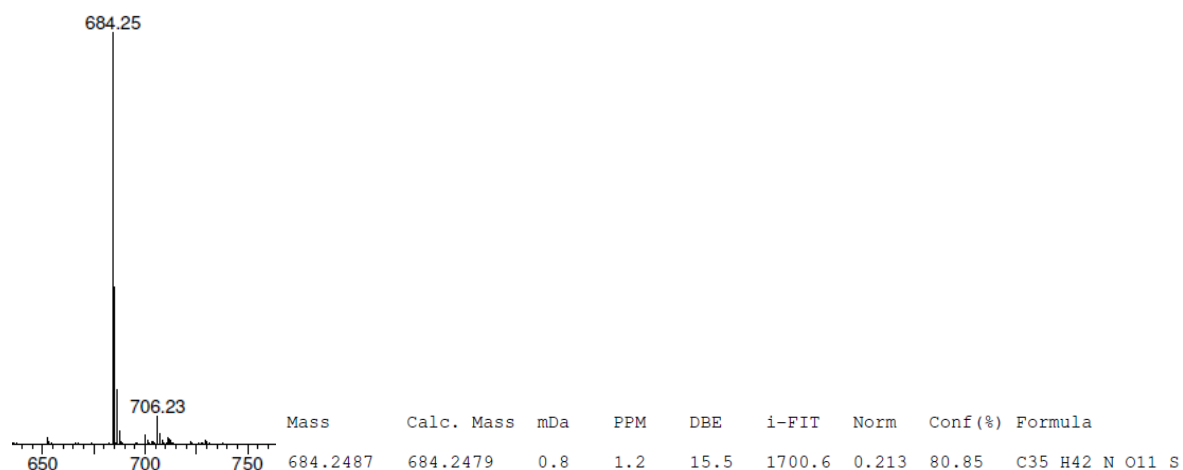 684.25
706.23
650 700 750
Mass Calc. Mass mDa PPM DBE i-FIT Norm Conf(%) Formula
684.2487 684.2479 0.8 1.2 15.5 1700.6 0.213 80.85 C35 H42 N O11 S